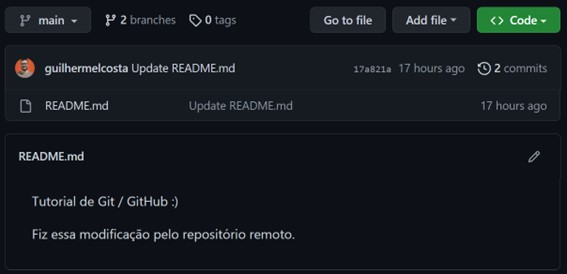 main 2 branches 0 tags Go to file Add file Code
guilhermelcosta Update README.md 17a821a 17 hours ago 2 commits
README.md Update README.md 17 hours ago
README.md
Tutorial de Git / GitHub :)
Fiz essa modificação pelo repositório remoto.